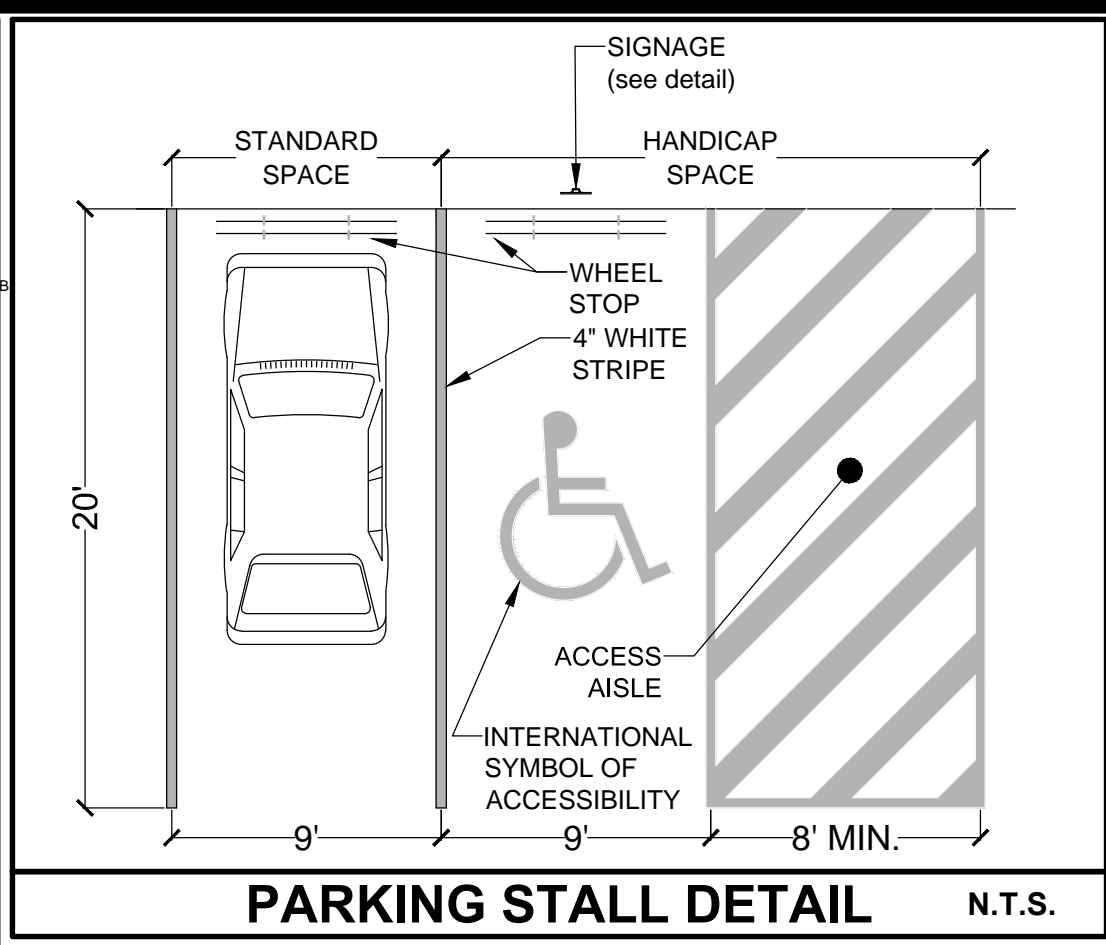 SIGNAGE
(see detail)
STANDARD
SPACE
HANDICAP
SPACE
B
WHEEL
STOP
4" WHITE
STRIPE
20'
ACCESS
AISLE
INTERNATIONAL
SYMBOL OF
ACCESSIBILITY
9'
9'
8' MIN.
PARKING STALL DETAIL
N.T.S.